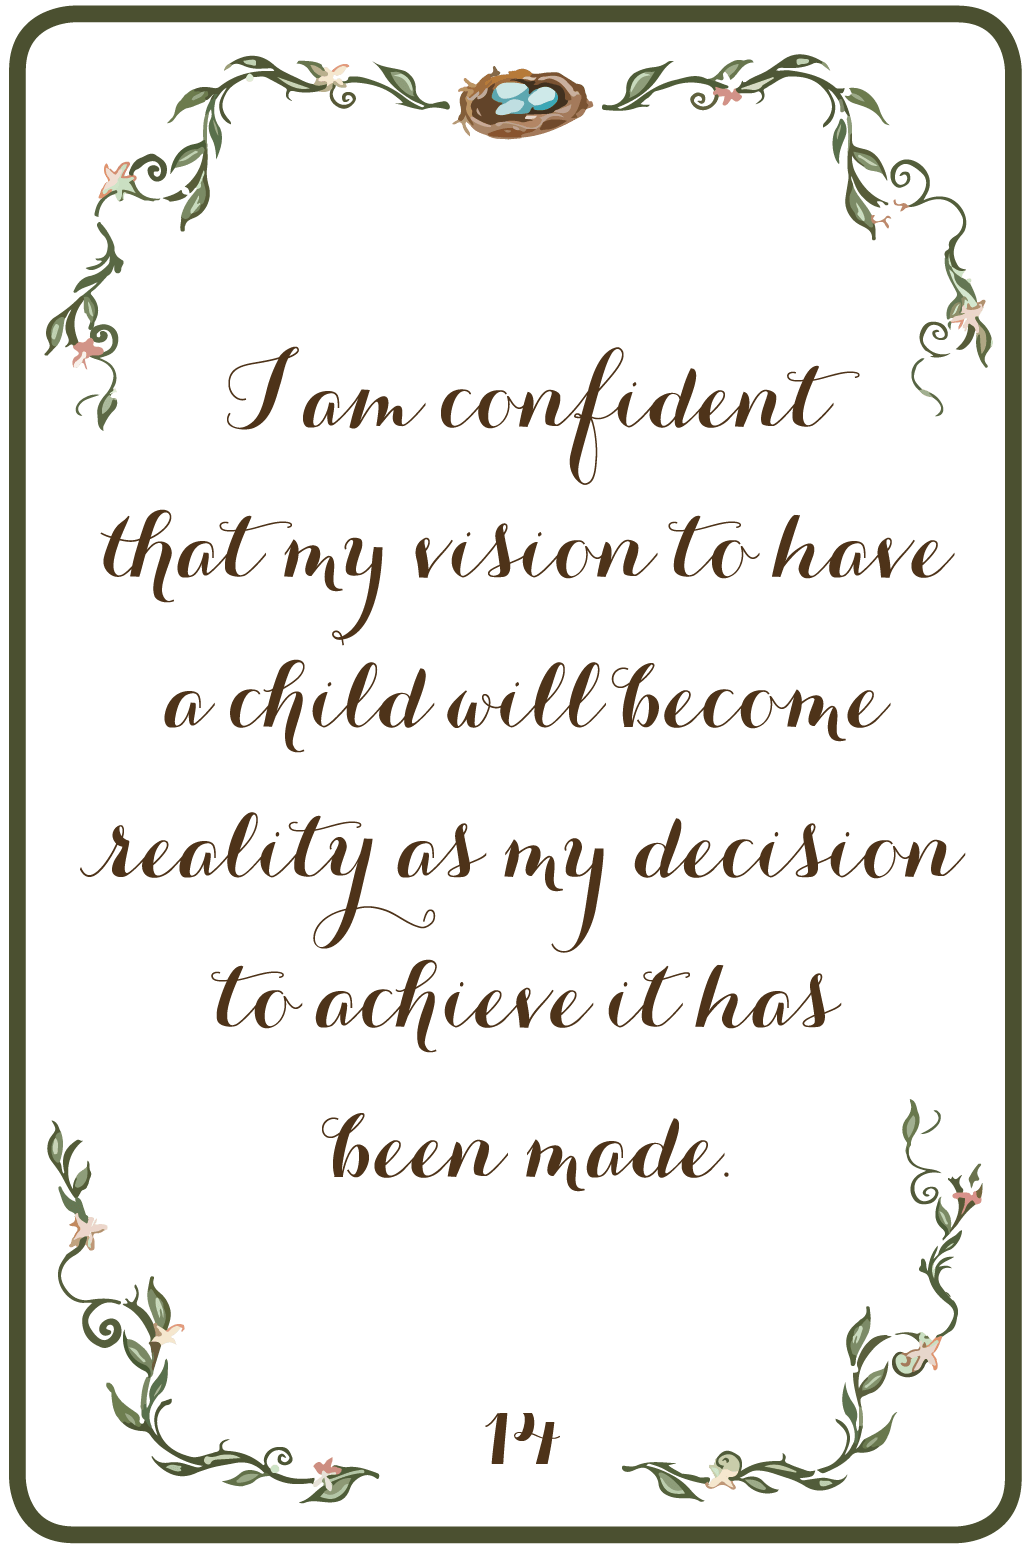 I am confident
that my vision to have
a child will become
reality as my decision
to achieve it has
been made.
14